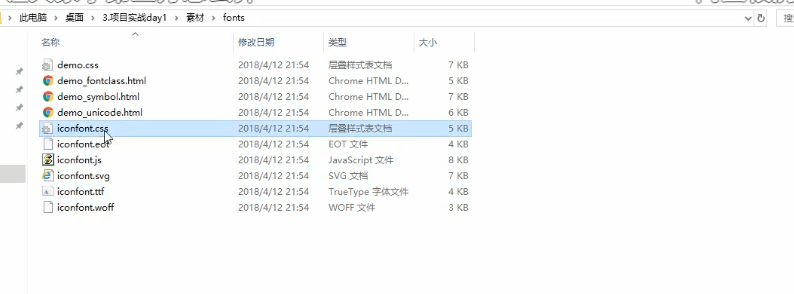 此电脑 > 桌面 > 3.项目实战day1 > 素材 > fonts
名称 修改日期 类型 大小
demo.css 2018/4/12 21:54 层叠样式表文档 7 KB
demo_fontclass.html 2018/4/12 21:54 Chrome HTML D... 5 KB
demo_symbol.html 2018/4/12 21:54 Chrome HTML D... 7 KB
demo_unicode.html 2018/4/12 21:54 Chrome HTML D... 6 KB
iconfont.css 2018/4/12 21:54 层叠样式表文档 5 KB
iconfont.eot 2018/4/12 21:54 EOT 文件 4 KB
iconfont.js 2018/4/12 21:54 JavaScript 文件 8 KB
iconfont.svg 2018/4/12 21:54 SVG 文档 7 KB
iconfont.ttf 2018/4/12 21:54 TrueType 字体文件 4 KB
iconfont.woff 2018/4/12 21:54 WOFF 文件 3 KB